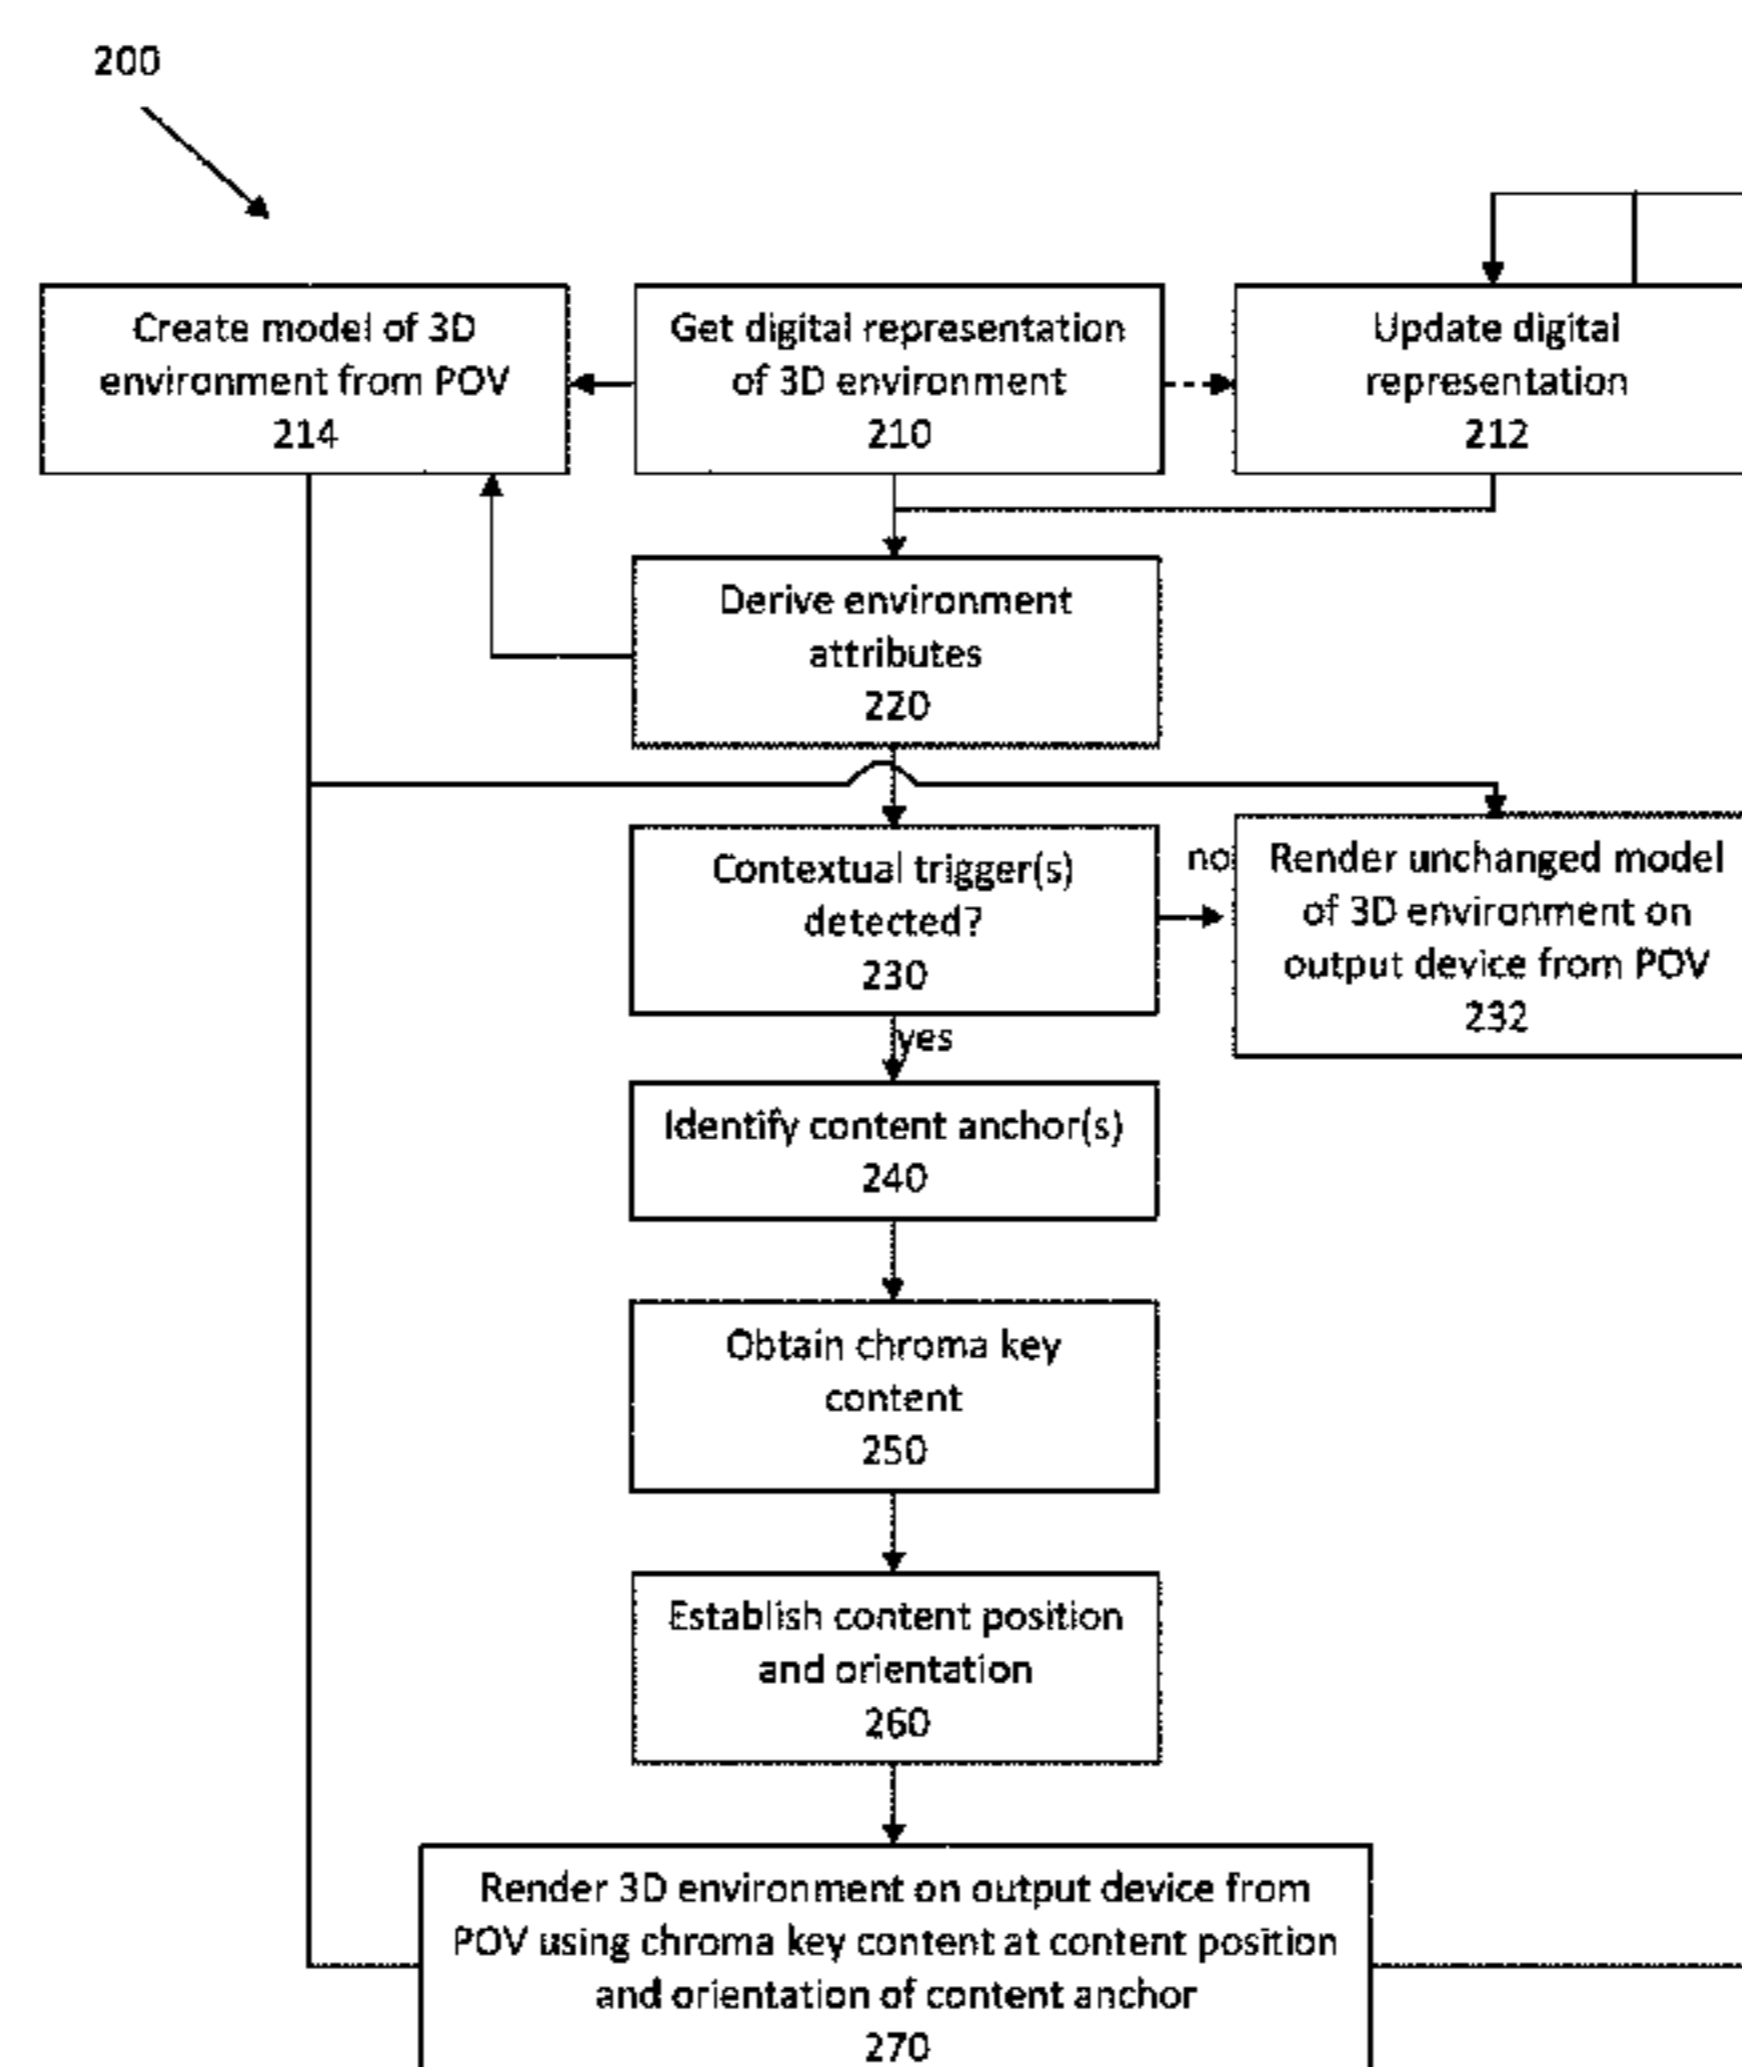 200
Create model of 3D
environment from POV
214
Get digital representation
of 3D environment
210
Update digital
representation
212
Derive environment
attributes
220
Contextual trigger(s)
detected?
230
no
Render unchanged model
of 3D environment on
output device from POV
232
yes
Identify content anchor(s)
240
Obtain chroma key
content
250
Establish content position
and orientation
260
Render 3D environment on output device from
POV using chroma key content at content position
and orientation of content anchor
270